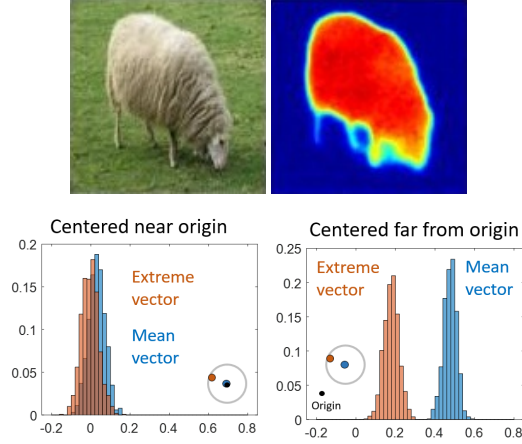 Centered near origin
0.2
0.15
0.1
0.05
0
-0.2
0
0.2
0.4
0.6
0.8
Extreme
vector
Mean
vector
Centered far from origin
0.25
0.2
0.15
0.1
0.05
0
-0.2
0
0.2
0.4
0.6
0.8
Extreme
vector
Mean
vector
Origin